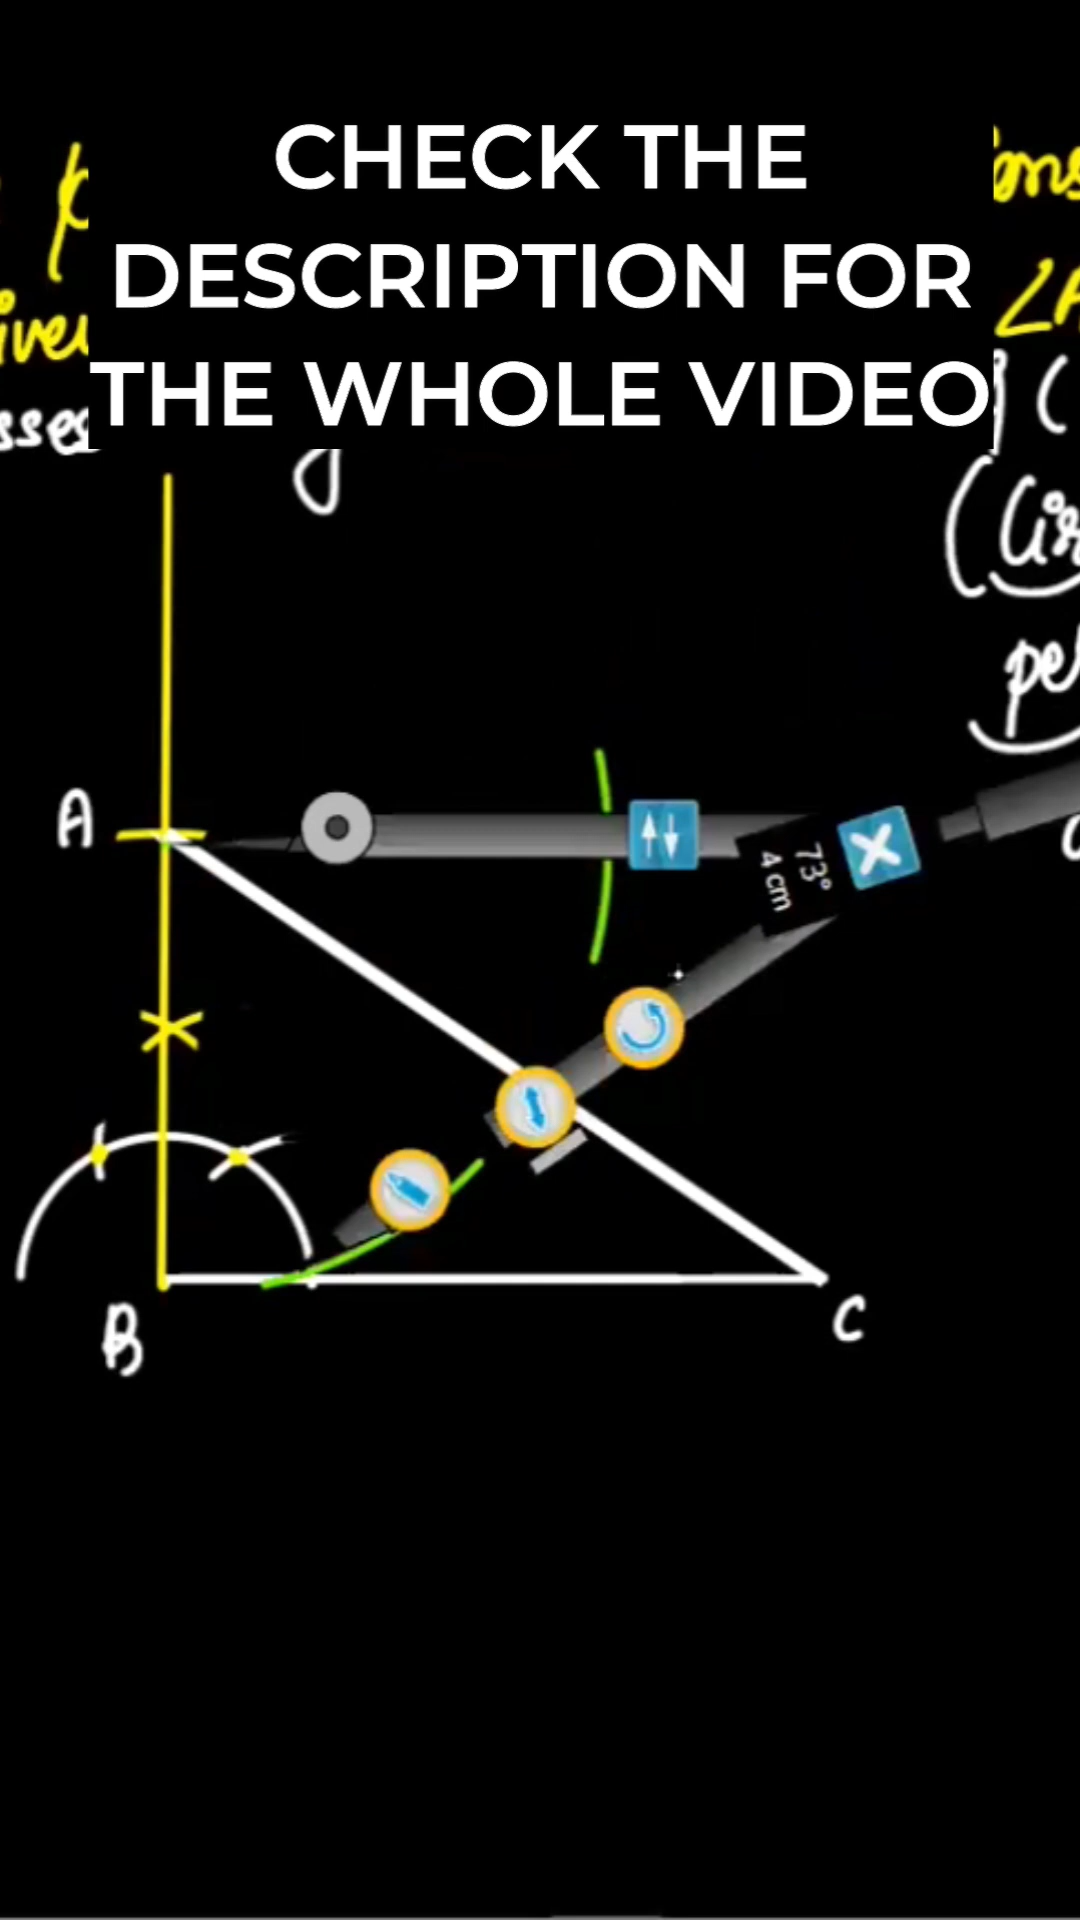 CHECK THE
DESCRIPTION FOR
THE WHOLE VIDEO
∠A
A
73°
4 cm
B
C